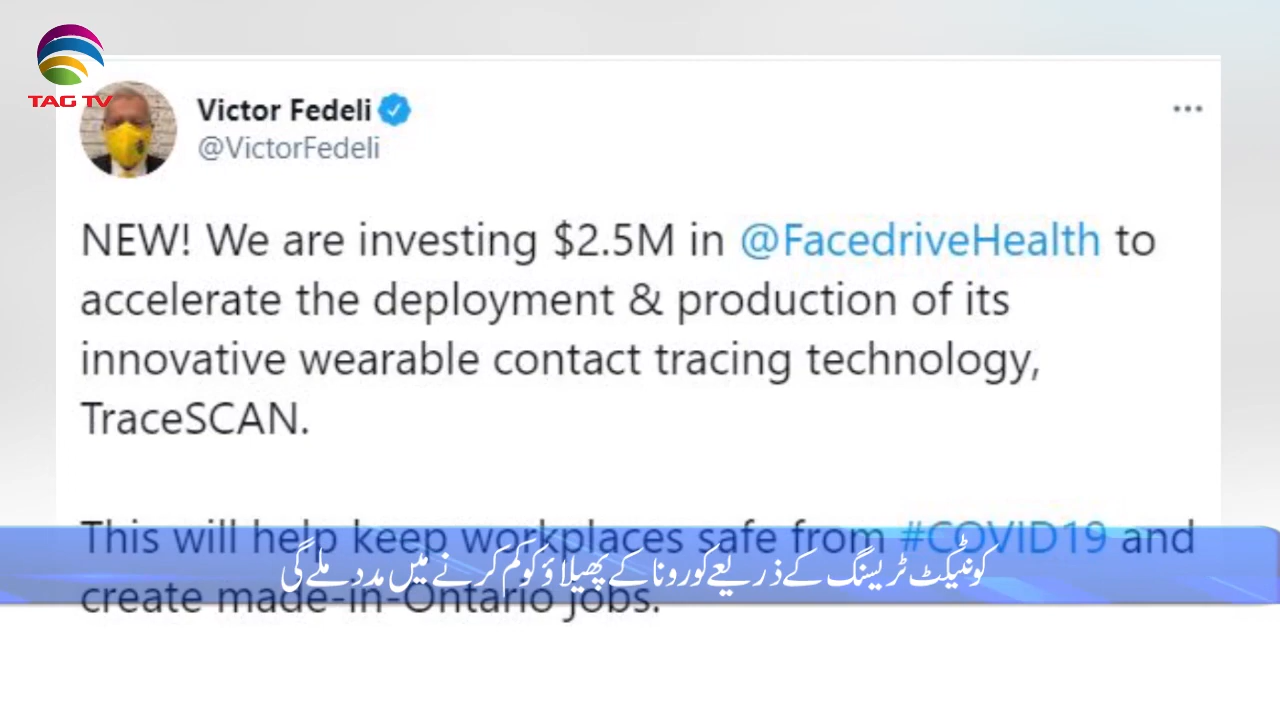 TAG TV
Victor Fedeli
@VictorFedeli
NEW! We are investing $2.5M in @FacedriveHealth to
accelerate the deployment & production of its
innovative wearable contact tracing technology,
TraceSCAN.
This will help keep workplaces safe from #COVID19 and
کونٹیکٹ ٹریسنگ کے ذریعے کورونا کے پھیلاؤ کو کم کرنے میں مدد ملے گی
create made-in-Ontario jobs.